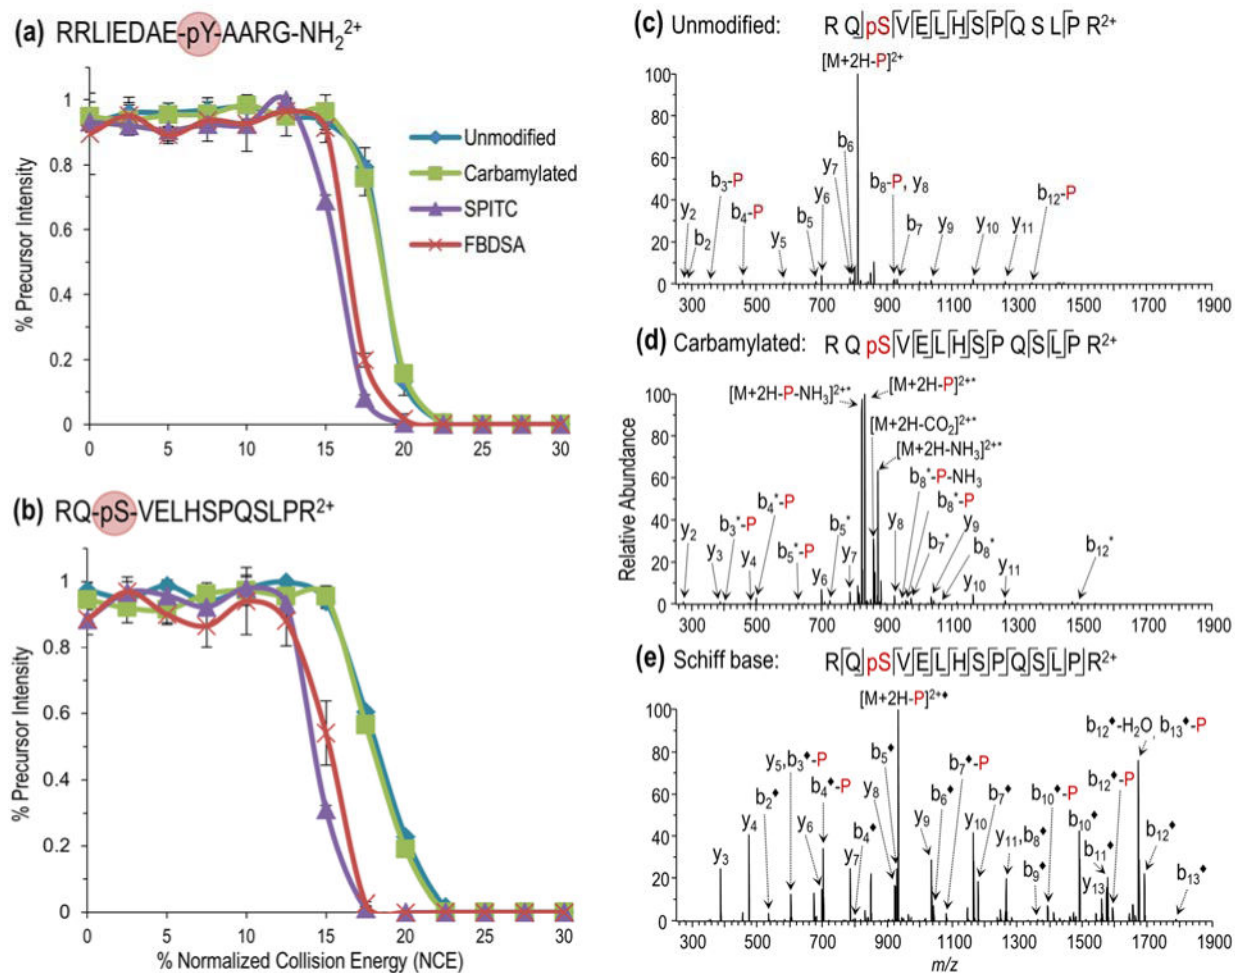 (a) RRLIEDAE-pY-AARG-NH₂²⁺
% Precursor Intensity
1
0.8
0.6
0.4
0.2
0
0 5 10 15 20 25 30
Unmodified
Carbamylated
SPITC
FBDSA
(b) RQ-pS-VELHSPQSLPR²⁺
% Precursor Intensity
1
0.8
0.6
0.4
0.2
0
0 5 10 15 20 25 30
% Normalized Collision Energy (NCE)
(c) Unmodified: R Q pS V E L H S P Q S L P R²⁺
[M+2H-P]²⁺
100
80
60
40
20
0
y₂
b₂
b₃-P
b₄-P
y₅
b₅
y₆
y₇
b₆
b₈-P, y₈
b₇
y₉
y₁₀
y₁₁
b₁₂-P
300 500 700 900 1100 1300 1500 1700 1900
(d) Carbamylated: R Q pS V E L H S P Q S L P R²⁺
Relative Abundance
100
80
60
40
20
0
[M+2H-P-NH₃]²⁺*
[M+2H-P]²⁺*
[M+2H-CO₂]²⁺*
[M+2H-NH₃]²⁺*
b₈*-P-NH₃
b₈*-P
y₂
y₃
b₃*-P
y₄
b₄*-P
b₅*-P
y₆
b₅*
y₇
y₈
b₇*
y₉
b₈*
y₁₀
y₁₁
b₁₂*
300 500 700 900 1100 1300 1500 1700 1900
(e) Schiff base: R Q pS V E L H S P Q S L P R²⁺
[M+2H-P]²⁺♦
100
80
60
40
20
0
y₃
y₄
b₂♦
y₅,b₃♦-P
y₆
b₄♦-P
y₇
b₄♦
y₈
b₅♦
y₉
b₆♦
b₇♦-P
y₁₀
b₇♦
y₁₁,b₈♦
b₉♦
b₁₀♦-P
b₁₀♦
y₁₃
b₁₁♦
b₁₂♦-P
b₁₂♦-H₂O, b₁₃♦-P
b₁₂♦
b₁₃♦
300 500 700 900 1100 1300 1500 1700 1900
m/z